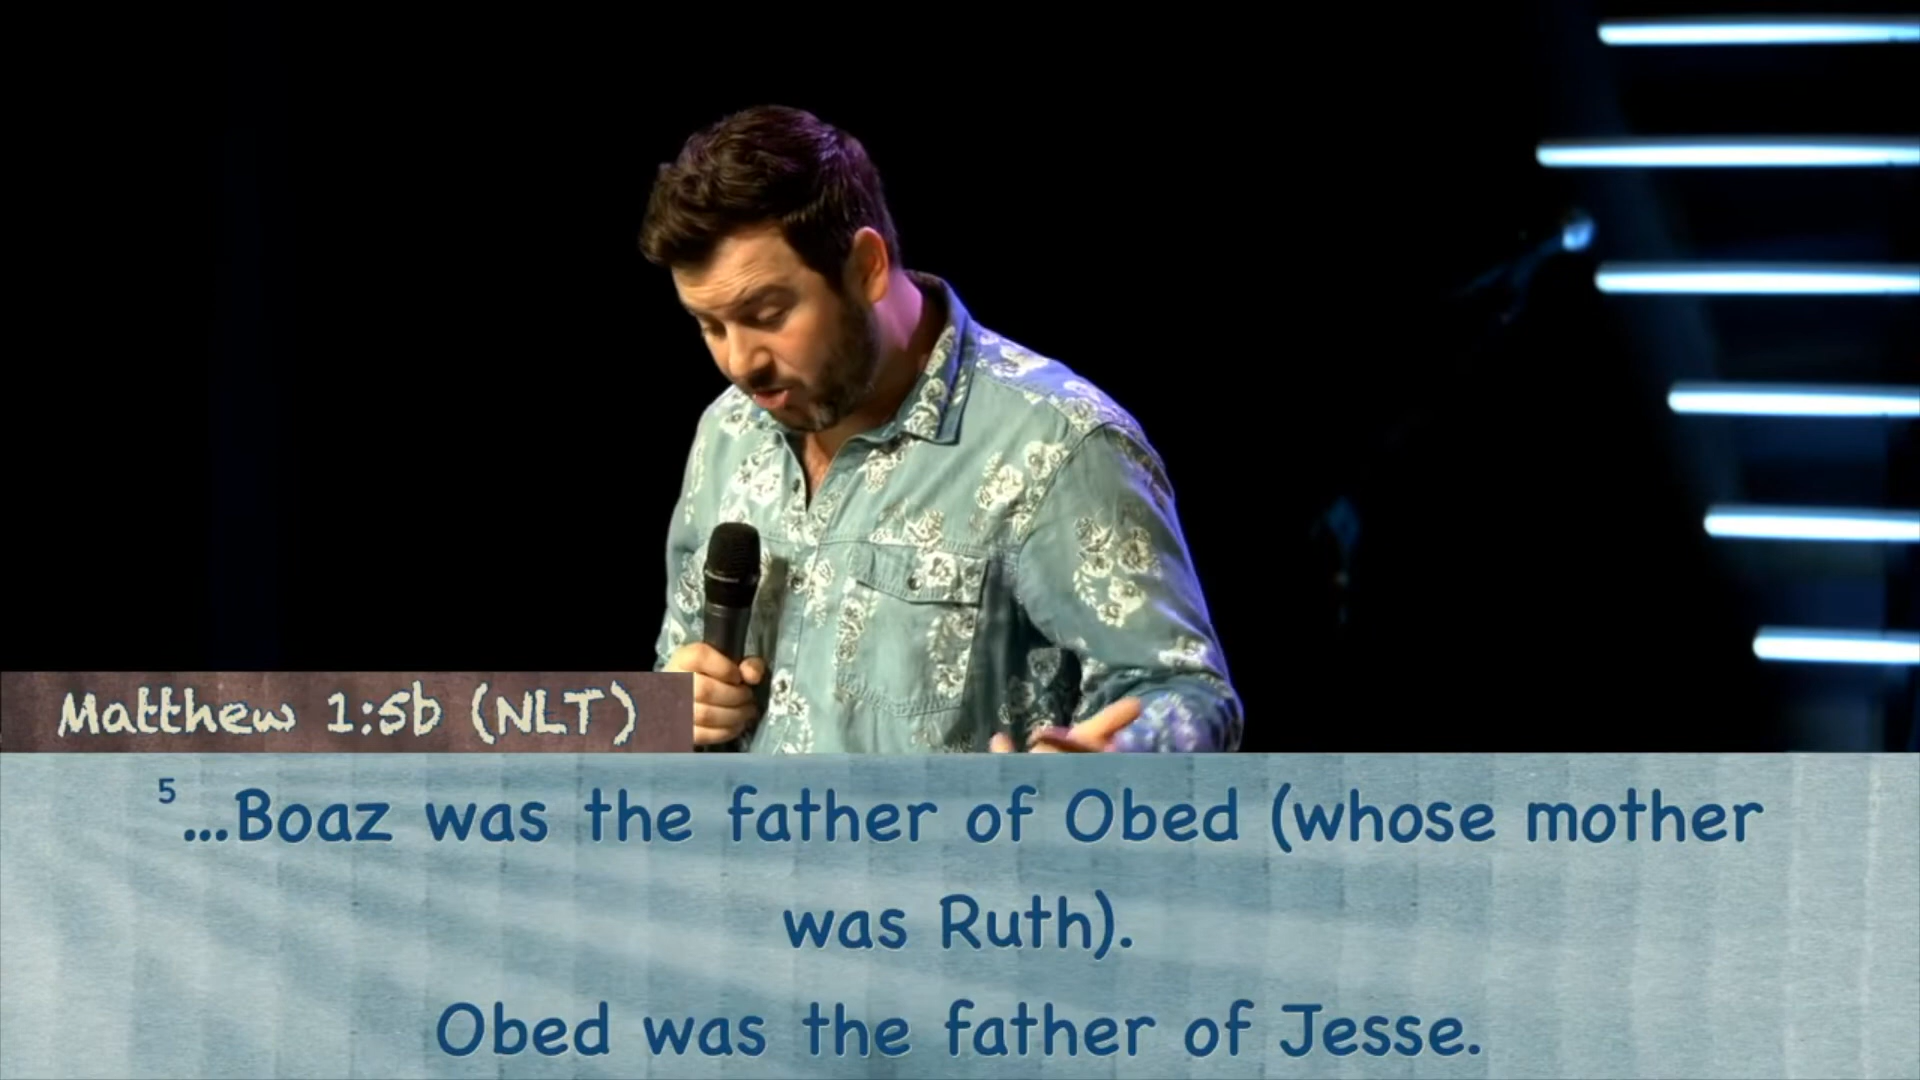 Matthew 1:5b (NLT)
5 ...Boaz was the father of Obed (whose mother
was Ruth).
Obed was the father of Jesse.